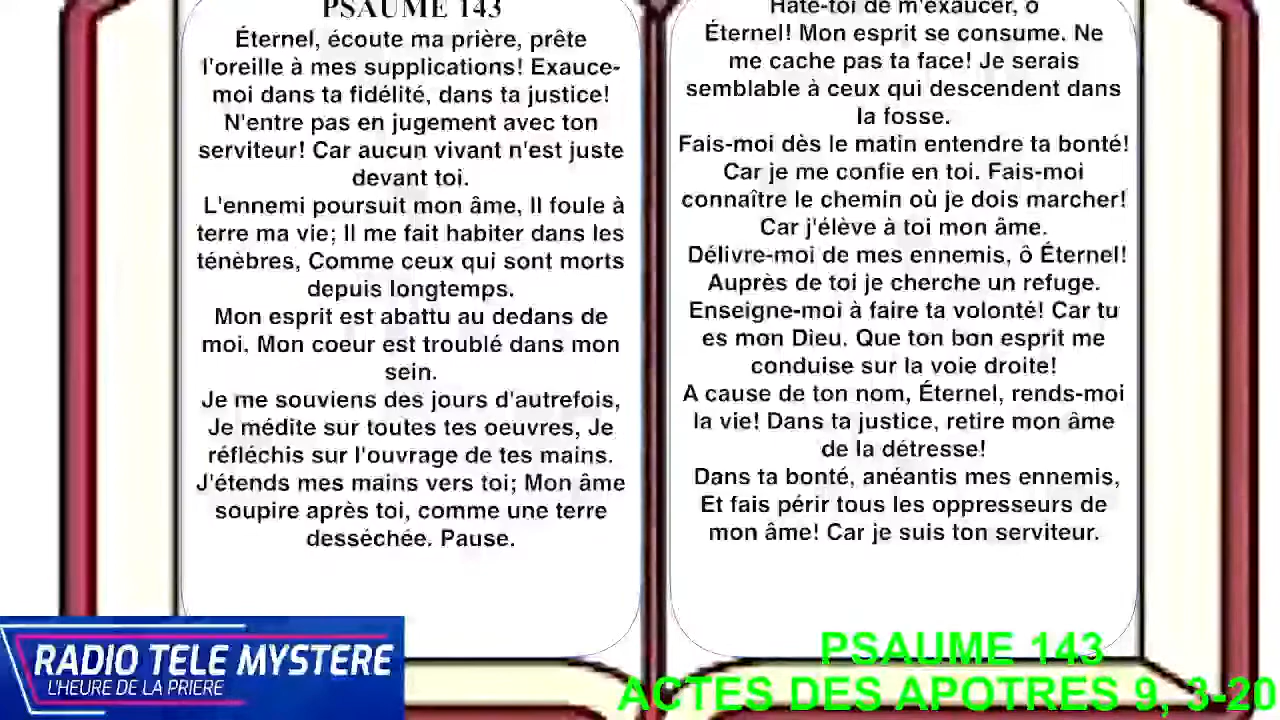 PSAUME 143
Éternel, écoute ma prière, prête
l'oreille à mes supplications! Exauce-
moi dans ta fidélité, dans ta justice!
N'entre pas en jugement avec ton
serviteur! Car aucun vivant n'est juste
devant toi.
L'ennemi poursuit mon âme, Il foule à
terre ma vie; Il me fait habiter dans les
ténèbres, Comme ceux qui sont morts
depuis longtemps.
Mon esprit est abattu au dedans de
moi, Mon coeur est troublé dans mon
sein.
Je me souviens des jours d'autrefois,
Je médite sur toutes tes oeuvres, Je
réfléchis sur l'ouvrage de tes mains.
J'étends mes mains vers toi; Mon âme
soupire après toi, comme une terre
desséchée. Pause.
Hâte-toi de m'exaucer, ô
Éternel! Mon esprit se consume. Ne
me cache pas ta face! Je serais
semblable à ceux qui descendent dans
la fosse.
Fais-moi dès le matin entendre ta bonté!
Car je me confie en toi. Fais-moi
connaître le chemin où je dois marcher!
Car j'élève à toi mon âme.
Délivre-moi de mes ennemis, ô Éternel!
Auprès de toi je cherche un refuge.
Enseigne-moi à faire ta volonté! Car tu
es mon Dieu. Que ton bon esprit me
conduise sur la voie droite!
A cause de ton nom, Éternel, rends-moi
la vie! Dans ta justice, retire mon âme
de la détresse!
Dans ta bonté, anéantis mes ennemis,
Et fais périr tous les oppresseurs de
mon âme! Car je suis ton serviteur.
RADIO TELE MYSTERE
L'HEURE DE LA PRIERE
PSAUME 143
ACTES DES APOTRES 9, 3-20